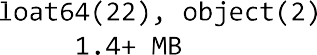 loat64(22), object(2)
1.4+ MB